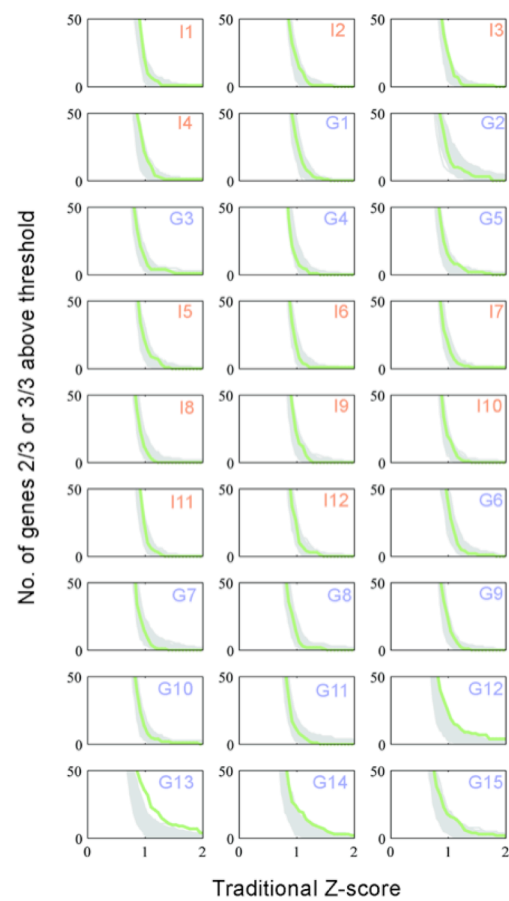 50 I1 50 I2 50 I3
0 0 0
50 I4 50 G1 50 G2
0 0 0
50 G3 50 G4 50 G5
0 0 0
50 I5 50 I6 50 I7
0 0 0
50 I8 50 I9 50 I10
0 0 0
50 I11 50 I12 50 G6
0 0 0
50 G7 50 G8 50 G9
0 0 0
50 G10 50 G11 50 G12
0 0 0
50 G13 50 G14 50 G15
0 0 0
0 1 2 0 1 2 0 1 2
No. of genes 2/3 or 3/3 above threshold
Traditional Z-score